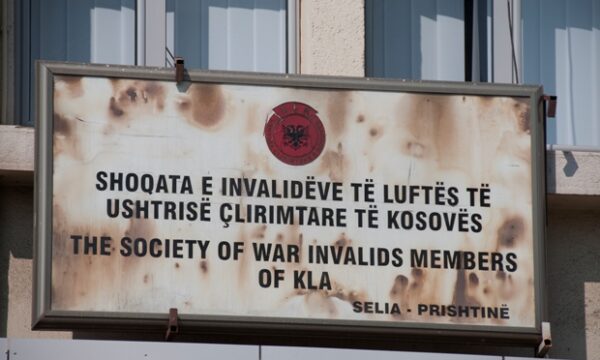 SHOQATA E INVALIDËVE TË LUFTËS TË
USHTRISË ÇLIRIMTARE TË KOSOVËS
THE SOCIETY OF WAR INVALIDS MEMBERS
OF KLA
SELIA - PRISHTINË